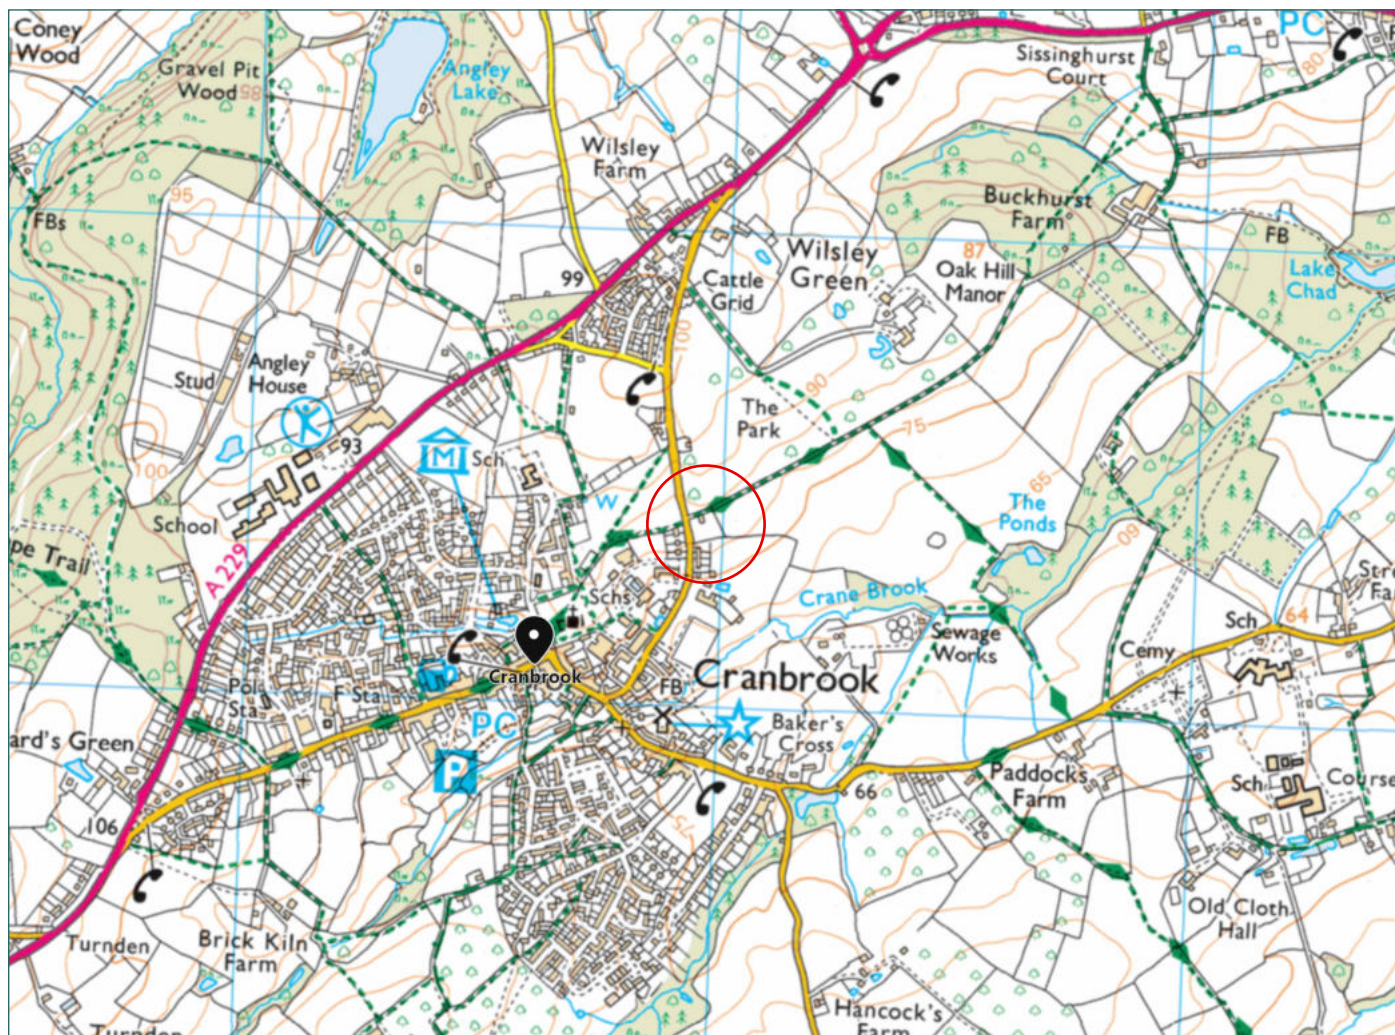 Coney
Wood
Gravel Pit
Wood
85
Angley
Lake
Sissinghurst
Court
PC
80
Wilsley
Farm
95
FBs
Buckhurst
Farm
FB
Wilsley
Green
87
Oak Hill
Manor
Lake
Chad
99
Cattle
Grid
100
Angley
House
Stud
93
The
Park
90
75
100
M
Sch
School
W
65
The
Ponds
60
pe Trail
A 229
Schs
Crane Brook
Sewage
Works
Sch
64
Cemy
Cranbrook
Cranbrook
Pol
Sta
F Sta
FB
PC
Baker's
Cross
ard's Green
P
Paddocks
Farm
66
Sch
Course
106
75
Turnden
Brick Kiln
Farm
Old Cloth
Hall
Hancock's
Farm
Turnden